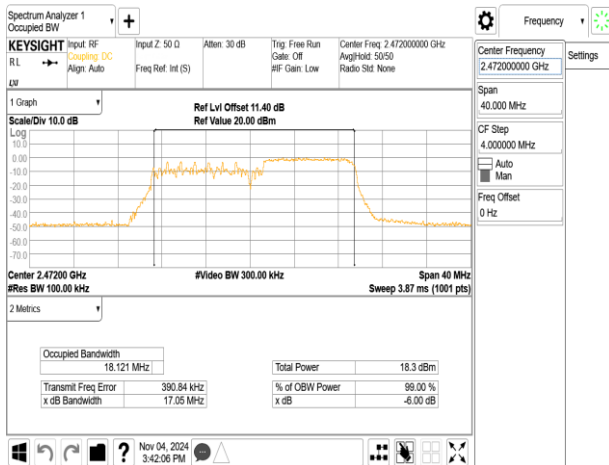 Spectrum Analyzer 1
Occupied BW
+
Frequency
KEYSIGHT Input: RF Input Z: 50 Ω Atten: 30 dB Trig: Free Run Center Freq: 2.472000000 GHz
R L Coupling: DC Gate: Off Avg|Hold: 50/50
Align: Auto Freq Ref: Int (S) #IF Gain: Low Radio Std: None
LXI
Center Frequency
2.472000000 GHz
Settings
Span
40.000 MHz
CF Step
4.000000 MHz
Auto
Man
Freq Offset
0 Hz
1 Graph
Scale/Div 10.0 dB
Ref Lvl Offset 11.40 dB
Ref Value 20.00 dBm
Log
10.0
0.00
-10.0
-20.0
-30.0
-40.0
-50.0
-60.0
-70.0
Center 2.47200 GHz #Video BW 300.00 kHz Span 40 MHz
#Res BW 100.00 kHz Sweep 3.87 ms (1001 pts)
2 Metrics
Occupied Bandwidth
18.121 MHz
Total Power 18.3 dBm
Transmit Freq Error 390.84 kHz % of OBW Power 99.00 %
x dB Bandwidth 17.05 MHz x dB -6.00 dB
? Nov 04, 2024
3:42:06 PM